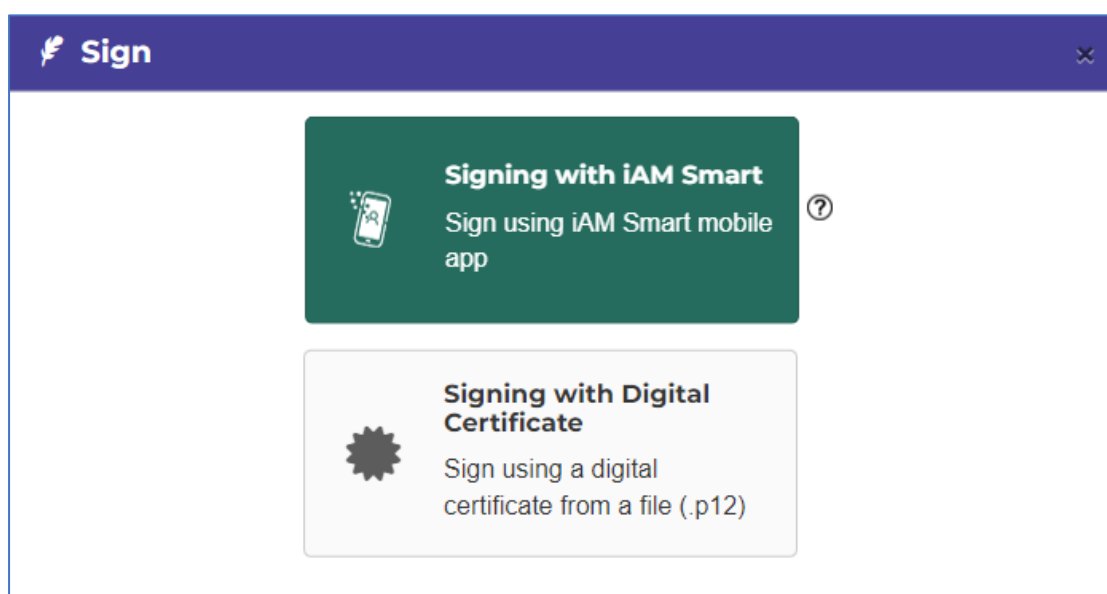 Sign
Signing with iAM Smart
Sign using iAM Smart mobile
app
Signing with Digital
Certificate
Sign using a digital
certificate from a file (.p12)